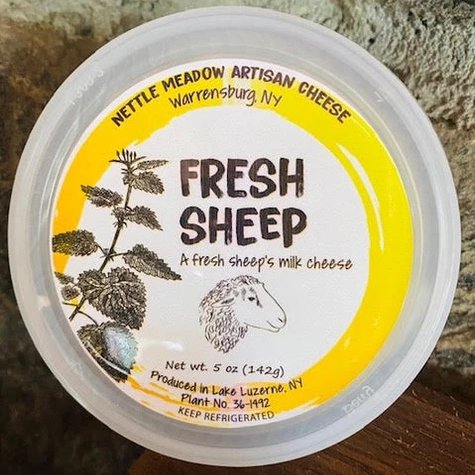 NETTLE MEADOW ARTISAN CHEESE
Warrensburg, NY
FRESH
SHEEP
A fresh sheep's milk cheese
Net wt. 5 oz (142g)
Produced in Lake Luzerne, NY
Plant No. 36-1492
KEEP REFRIGERATED